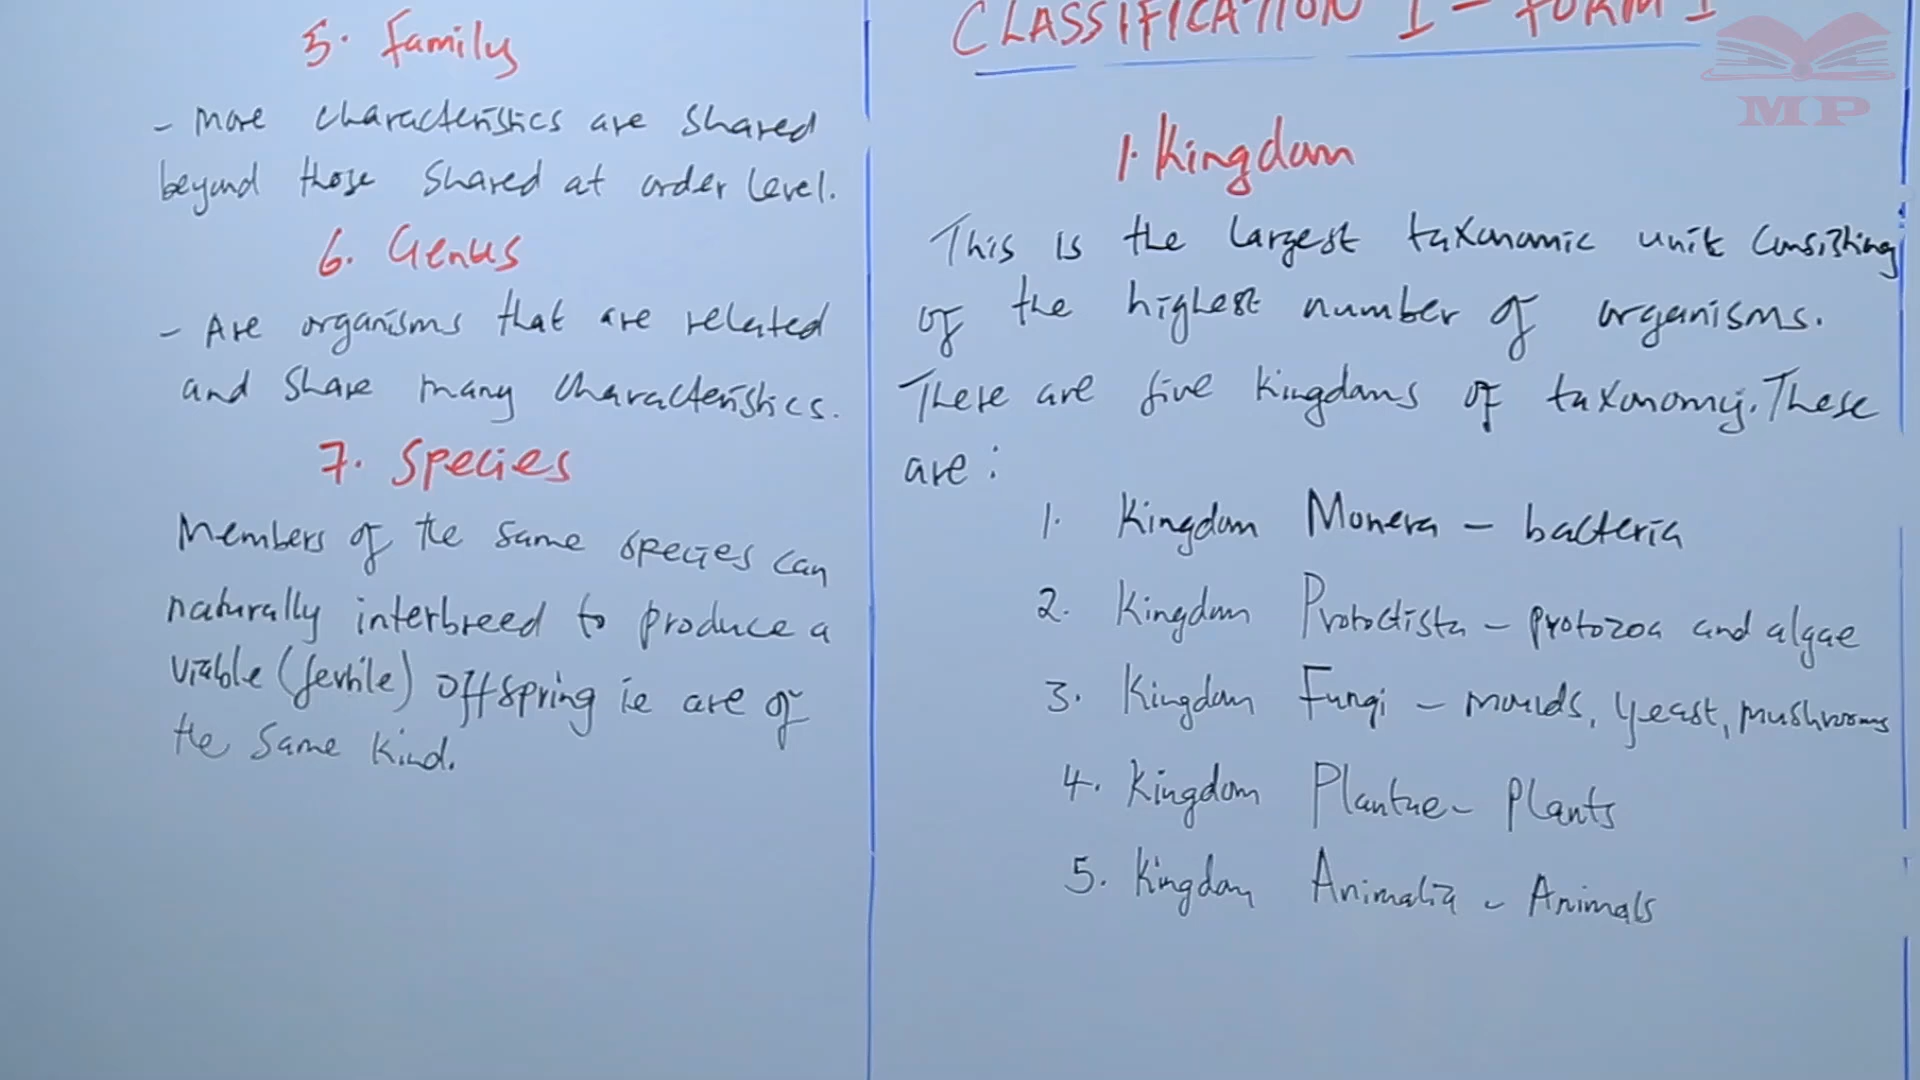 5. Family
- More characteristics are shared
beyond those shared at order level.
6. Genus
- Are organisms that are related
and share many characteristics.
7. Species
Members of the same species can
naturally interbreed to produce a
viable (fertile) offspring ie are of
the same kind.
CLASSIFICATION I - FORM I
MP
1. Kingdom
This is the largest taxonomic unit consisting
of the highest number of organisms.
There are five kingdoms of taxonomy. These
are:
1. Kingdom Monera - bacteria
2. Kingdom Protoctista - protozoa and algae
3. Kingdom Fungi - moulds, yeast, mushrooms
4. Kingdom Plantae - Plants
5. Kingdom Animalia - Animals